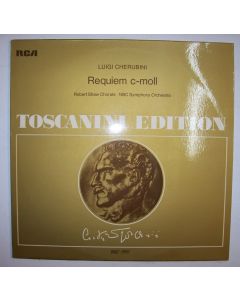 RCA
LUIGI CHERUBINI
Requiem c-moll
Robert Shaw Chorale · NBC Symphony Orchestra
TOSCANINI EDITION